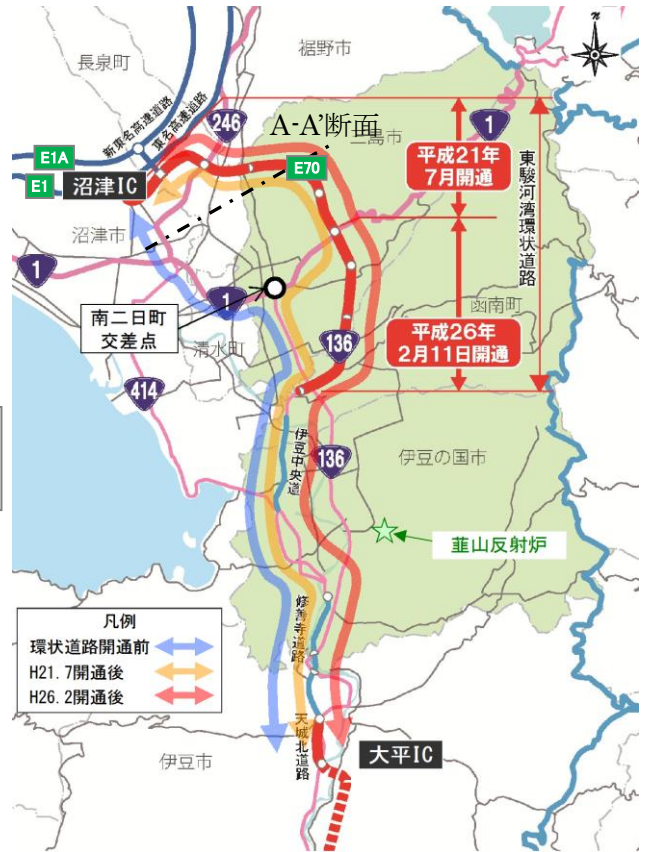 裾野市
長泉町
n
新東名高速道路
東名高速道路
246
A-A’断面
三島市
1
平成21年
7月開通
東駿河湾環状道路
E1A
E1
沼津IC
E70
沼津市
1
1
南二日町
交差点
函南町
清水町
136
平成26年
2月11日開通
414
伊豆中央道
136
伊豆の国市
韮山反射炉
凡例
環状道路開通前
H21.7開通後
H26.2開通後
修善寺道路
天城北道路
大平IC
伊豆市